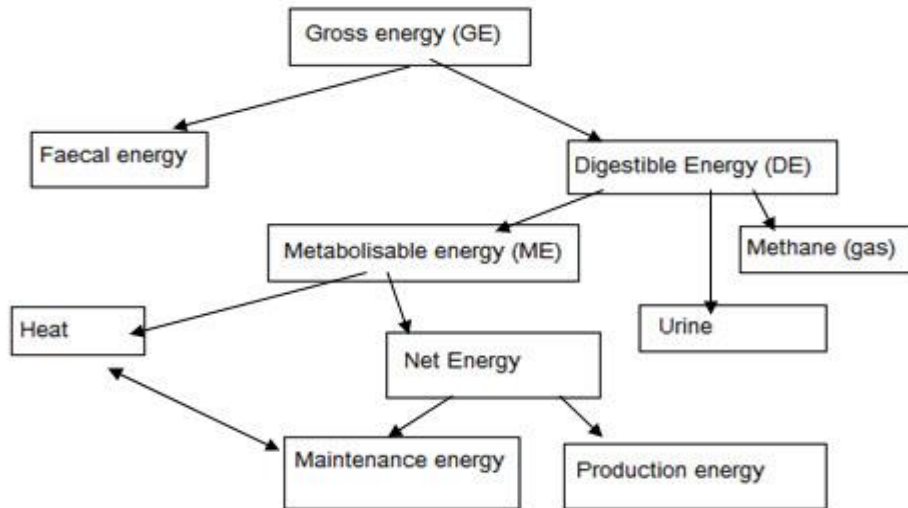 Gross energy (GE)
Faecal energy
Digestible Energy (DE)
Metabolisable energy (ME)
Methane (gas)
Heat
Urine
Net Energy
Maintenance energy
Production energy